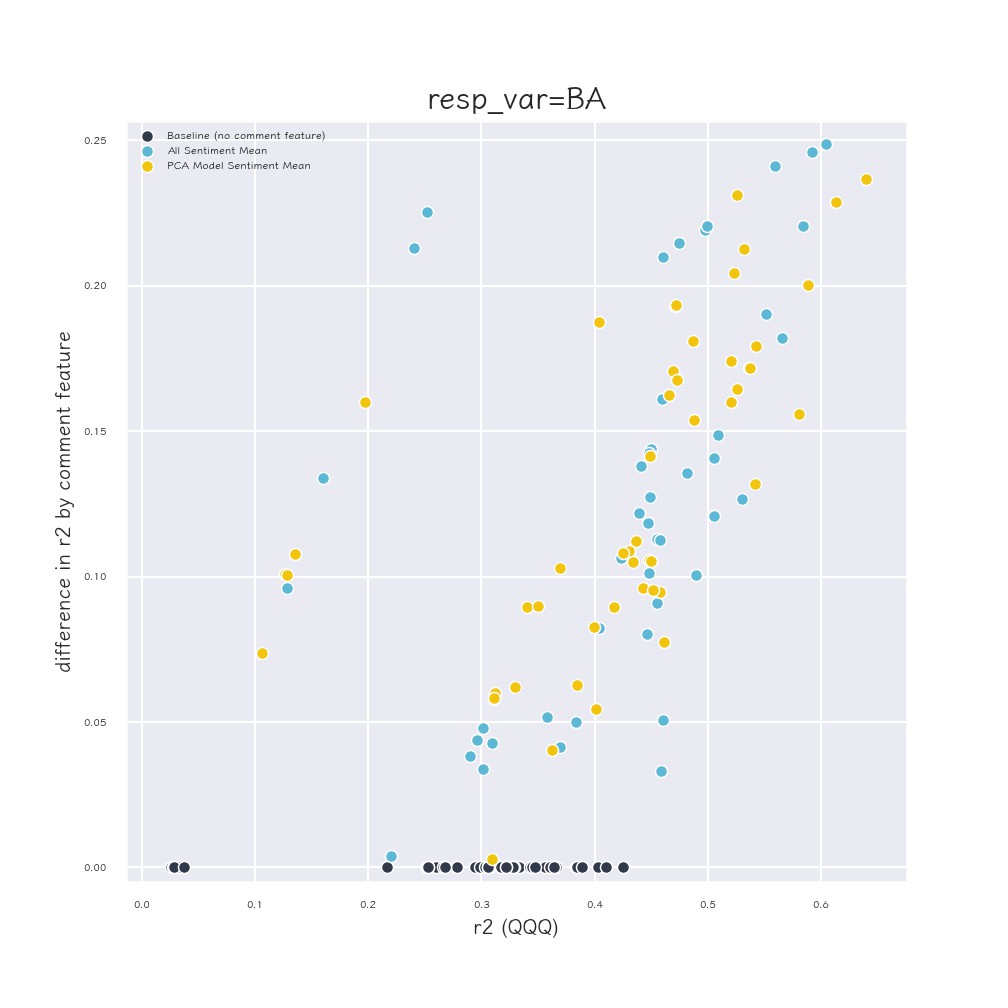 resp_var=BA
Baseline (no comment feature)
All Sentiment Mean
PCA Model Sentiment Mean
difference in r2 by comment feature
0.25
0.20
0.15
0.10
0.05
0.00
0.0 0.1 0.2 0.3 0.4 0.5 0.6
r2 (QQQ)